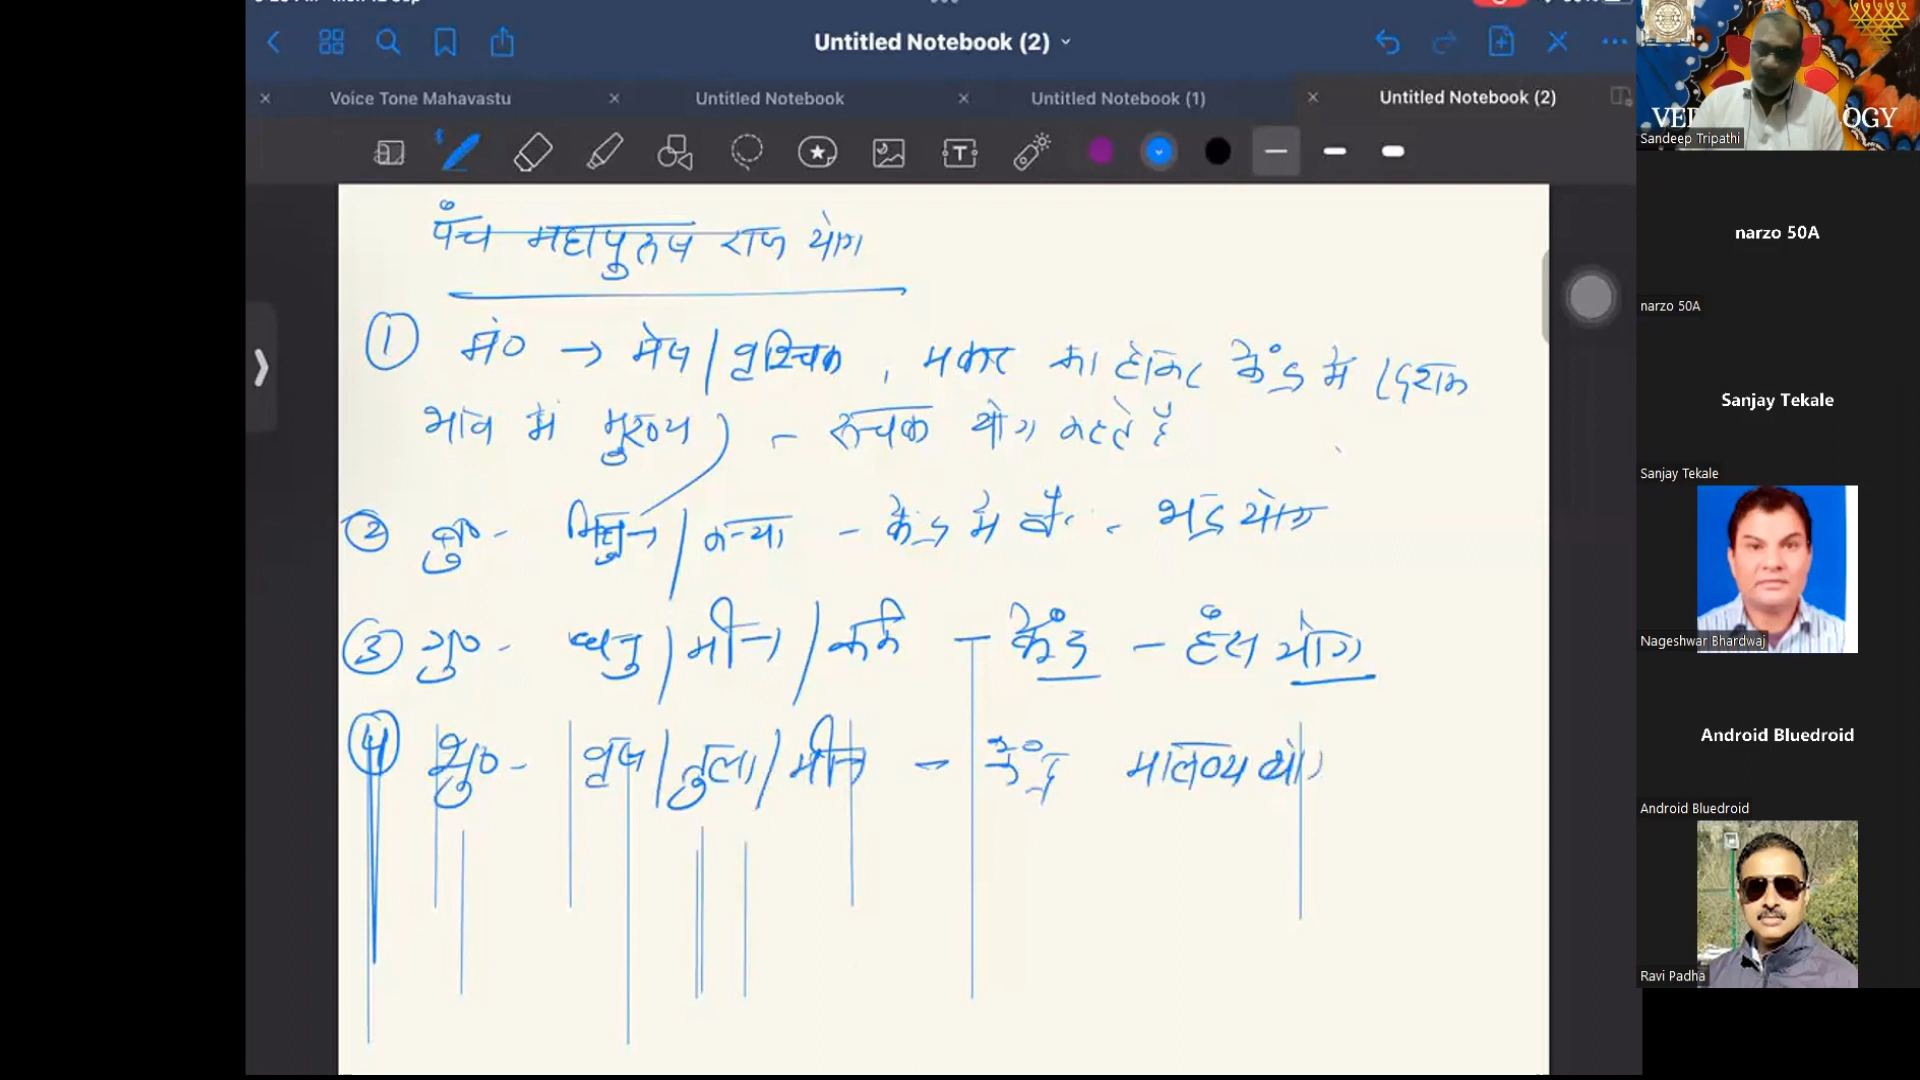 Untitled Notebook (2)
Voice Tone Mahavastu
Untitled Notebook
Untitled Notebook (1)
Untitled Notebook (2)
पंच महापुरुष राज योग
① मं० → मेष / वृश्चिक , मकर का होकर केंद्र में (दशम
भाव में मुख्य) - रुचक योग कहते हैं
② बु० - मिथुन / कन्या - केंद्र में - भद्र योग
③ गु० - धनु / मीन / कर्क - केंद्र - हंस योग
④ शु० - वृष / तुला / मीन - केंद्र मालव्य यो
OGY
Sandeep Tripathi
narzo 50A
narzo 50A
Sanjay Tekale
Sanjay Tekale
Nageshwar Bhardwaj
Android Bluedroid
Android Bluedroid
Ravi Padha